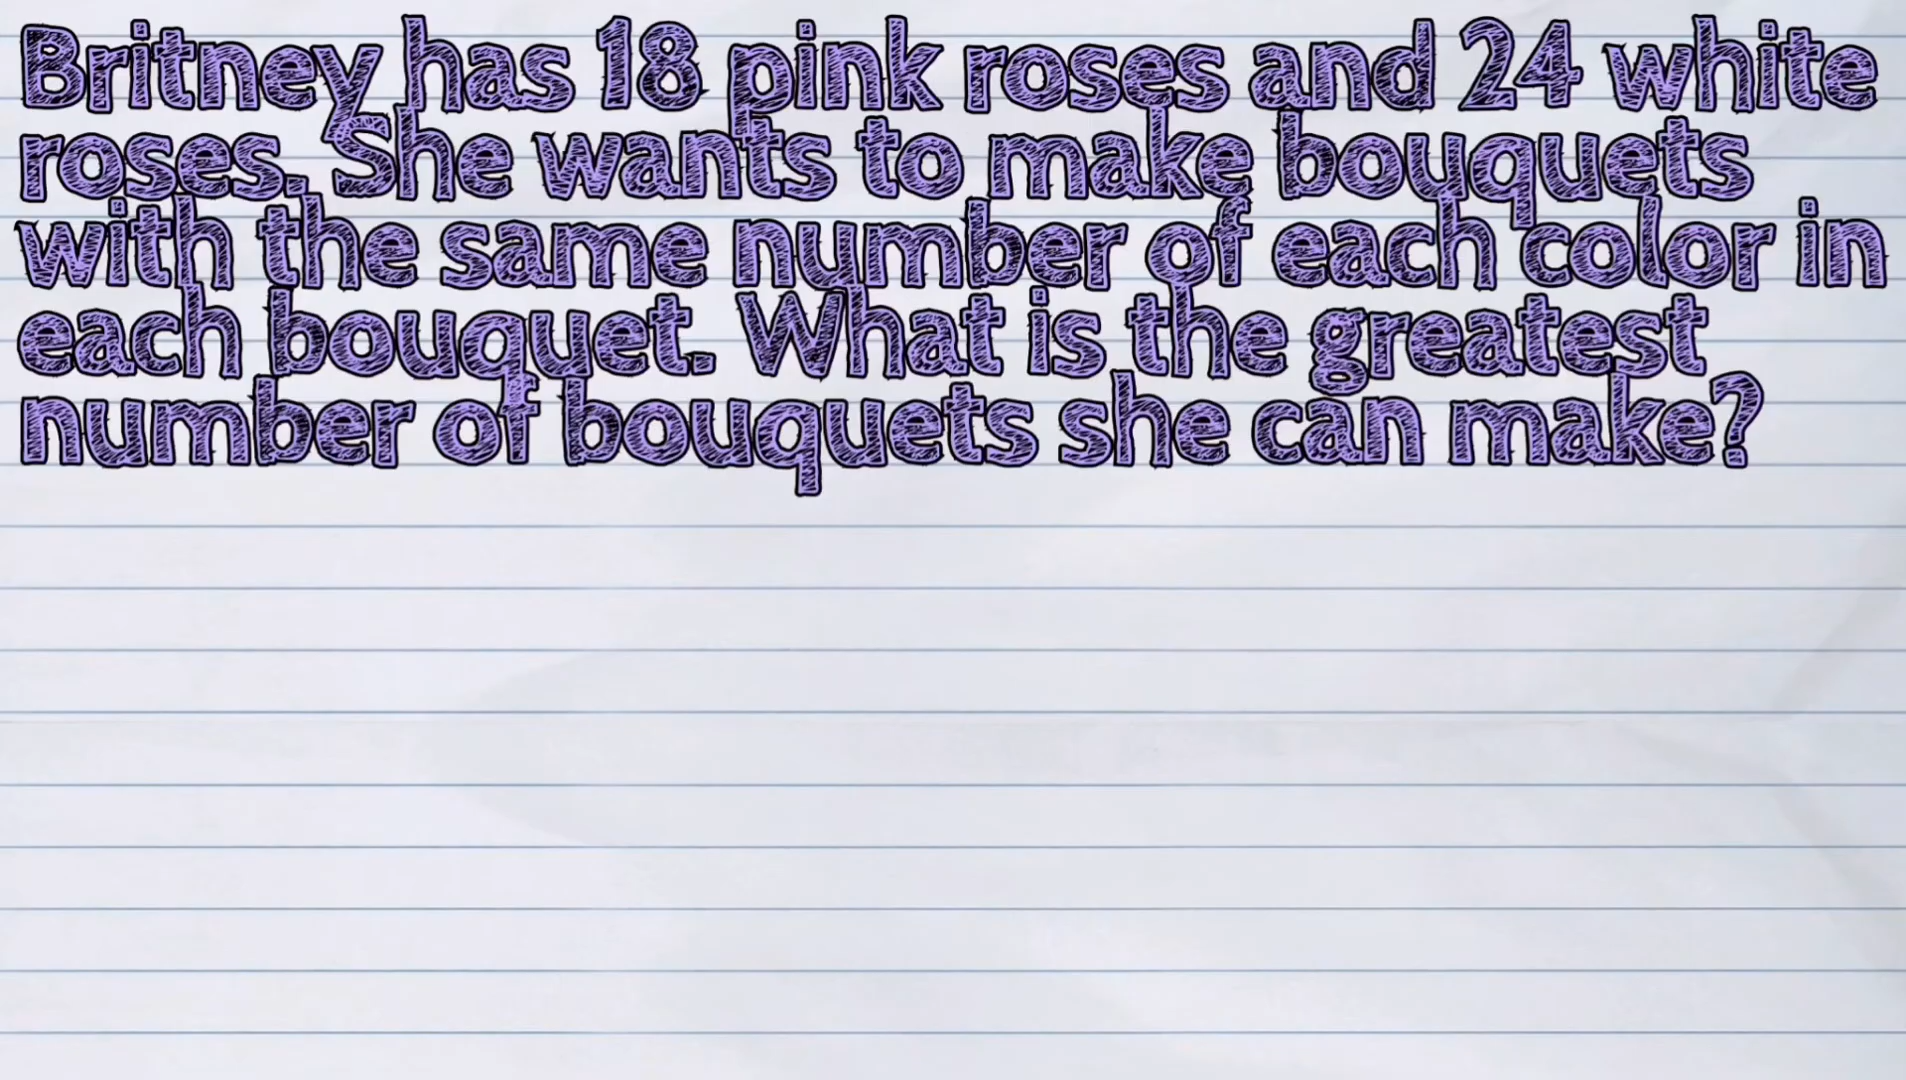 Britney has 18 pink roses and 24 white
roses. She wants to make bouquets
with the same number of each color in
each bouquet. What is the greatest
number of bouquets she can make?